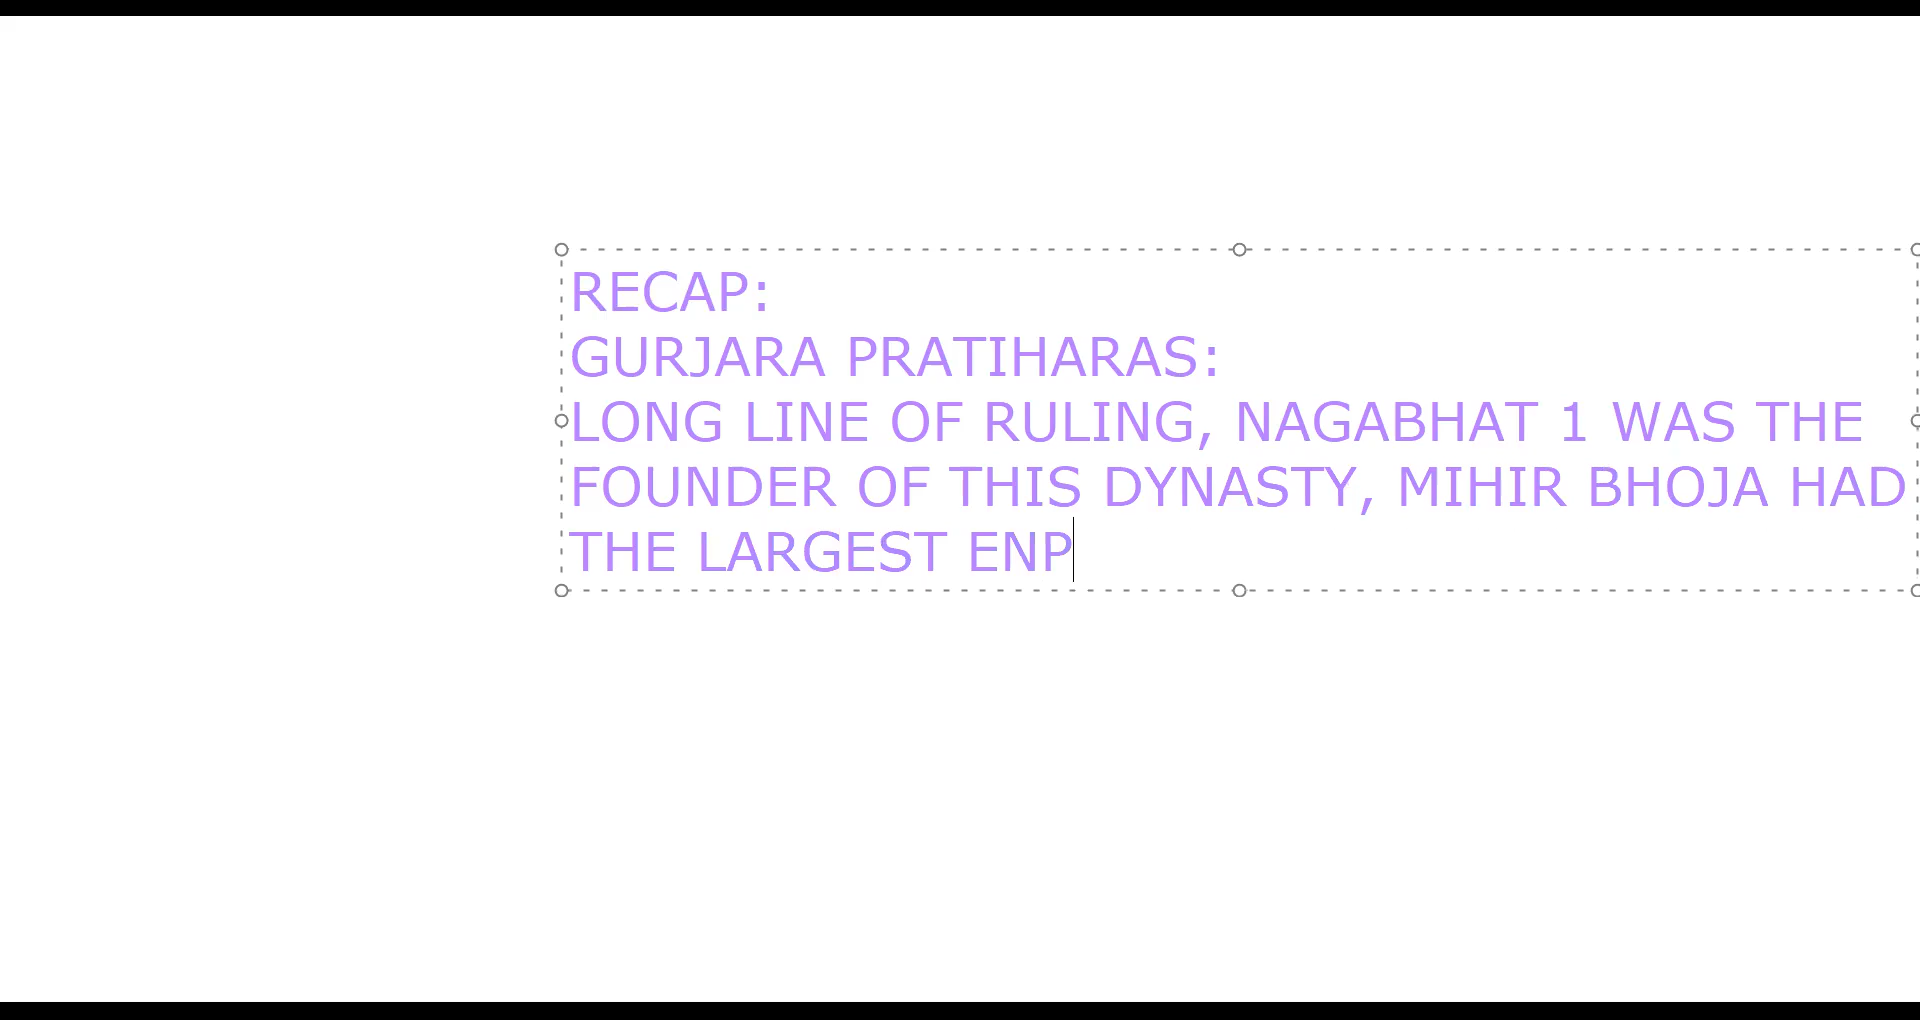 RECAP:
GURJARA PRATIHARAS:
LONG LINE OF RULING, NAGABHAT 1 WAS THE
FOUNDER OF THIS DYNASTY, MIHIR BHOJA HAD
THE LARGEST ENP